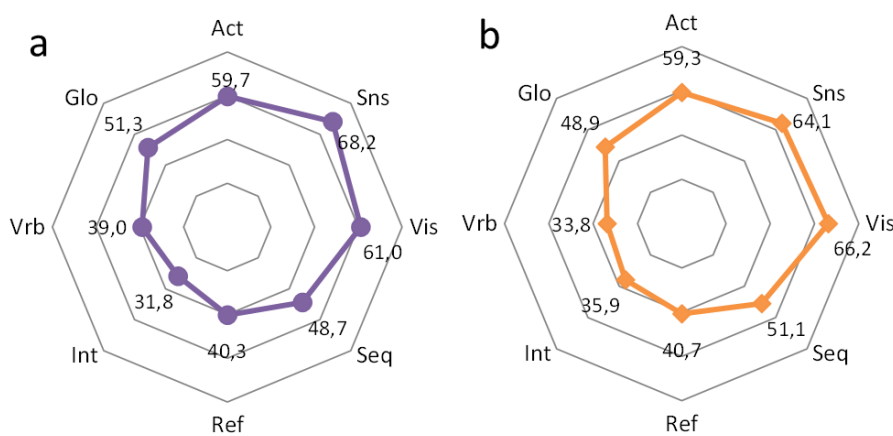 a
Act
59,7
Sns
68,2
Vis
61,0
Seq
48,7
Ref
40,3
Int
31,8
Vrb
39,0
Glo
51,3
b
Act
59,3
Sns
64,1
Vis
66,2
Seq
51,1
Ref
40,7
Int
35,9
Vrb
33,8
Glo
48,9